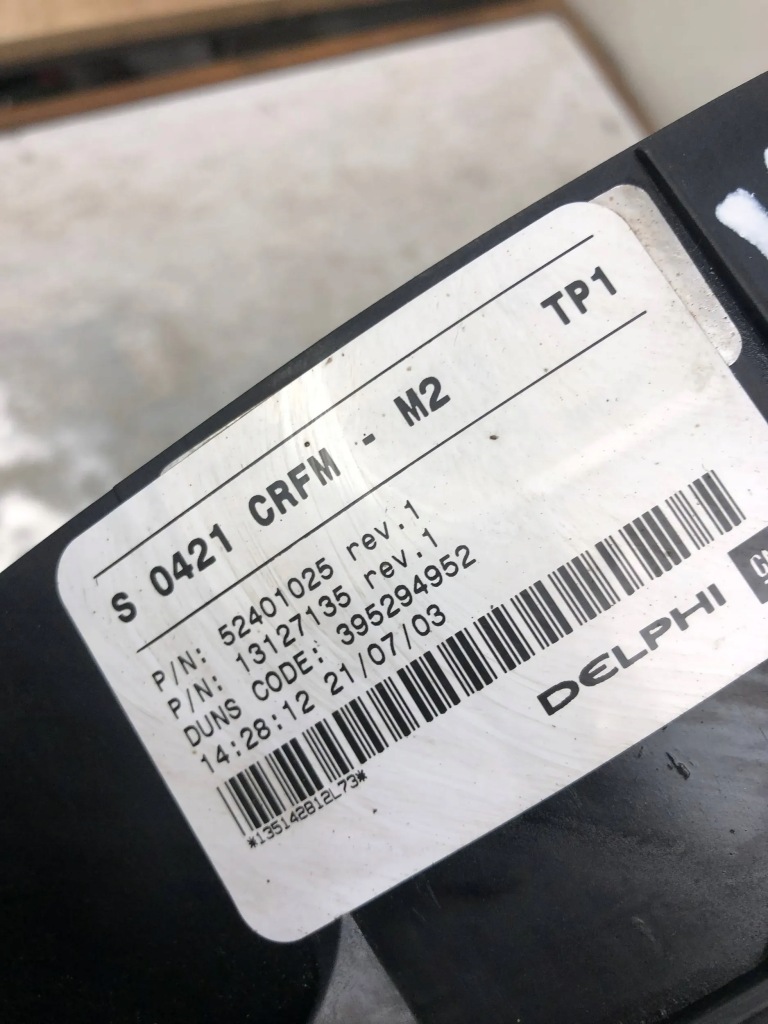 S 0421 CRFM - M2 TP1
P/N: 52401025 rev.1
P/N: 13127135 rev.1
DUNS CODE: 395294952
14:28:12 21/07/03
*135142812L73*
DELPHI